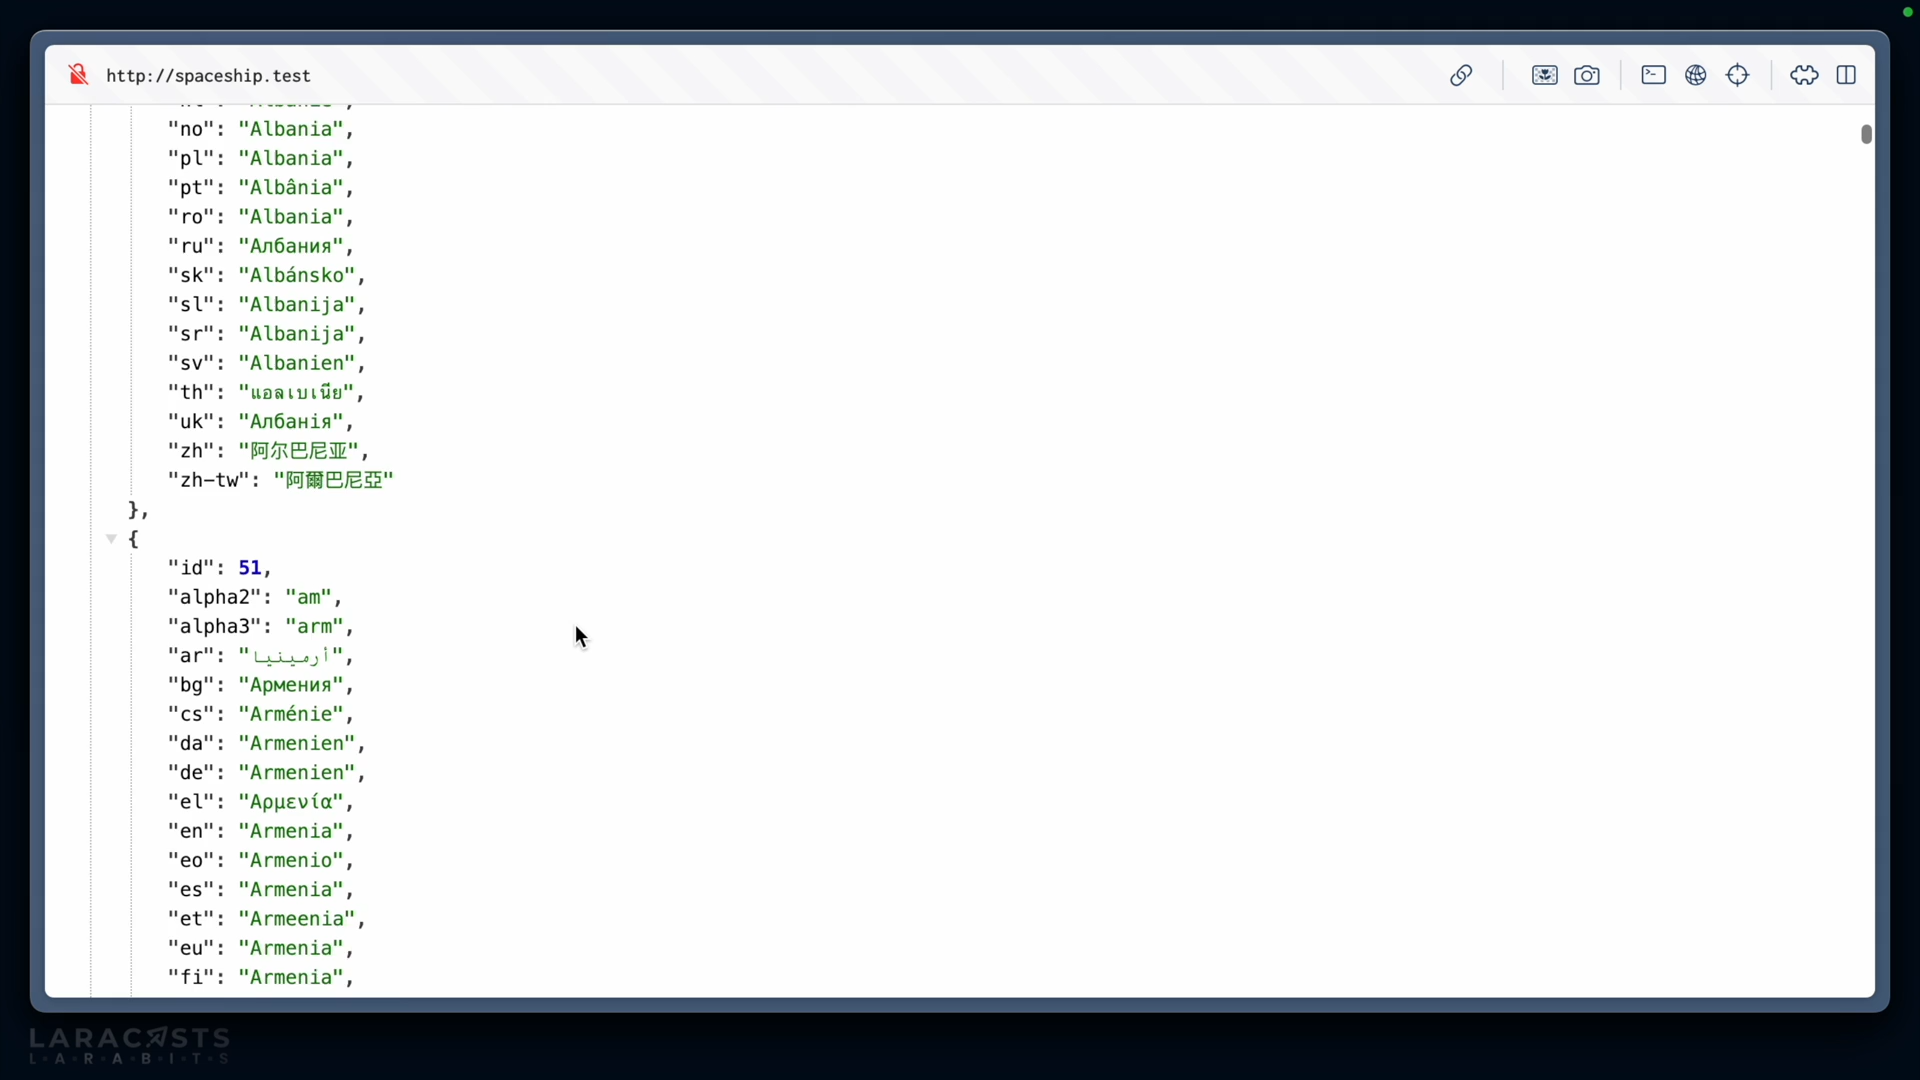 http://spaceship.test
"no": "Albania",
"pl": "Albania",
"pt": "Albânia",
"ro": "Albania",
"ru": "Албания",
"sk": "Albánsko",
"sl": "Albanija",
"sr": "Albanija",
"sv": "Albanien",
"th": "แอลเบเนีย",
"uk": "Албанія",
"zh": "阿尔巴尼亚",
"zh-tw": "阿爾巴尼亞"
},
{
"id": 51,
"alpha2": "am",
"alpha3": "arm",
"ar": "أرمينيا",
"bg": "Армения",
"cs": "Arménie",
"da": "Armenien",
"de": "Armenien",
"el": "Αρμενία",
"en": "Armenia",
"eo": "Armenio",
"es": "Armenia",
"et": "Armeenia",
"eu": "Armenia",
"fi": "Armenia",
LARACASTS
L·A·R·A·B·I·T·S